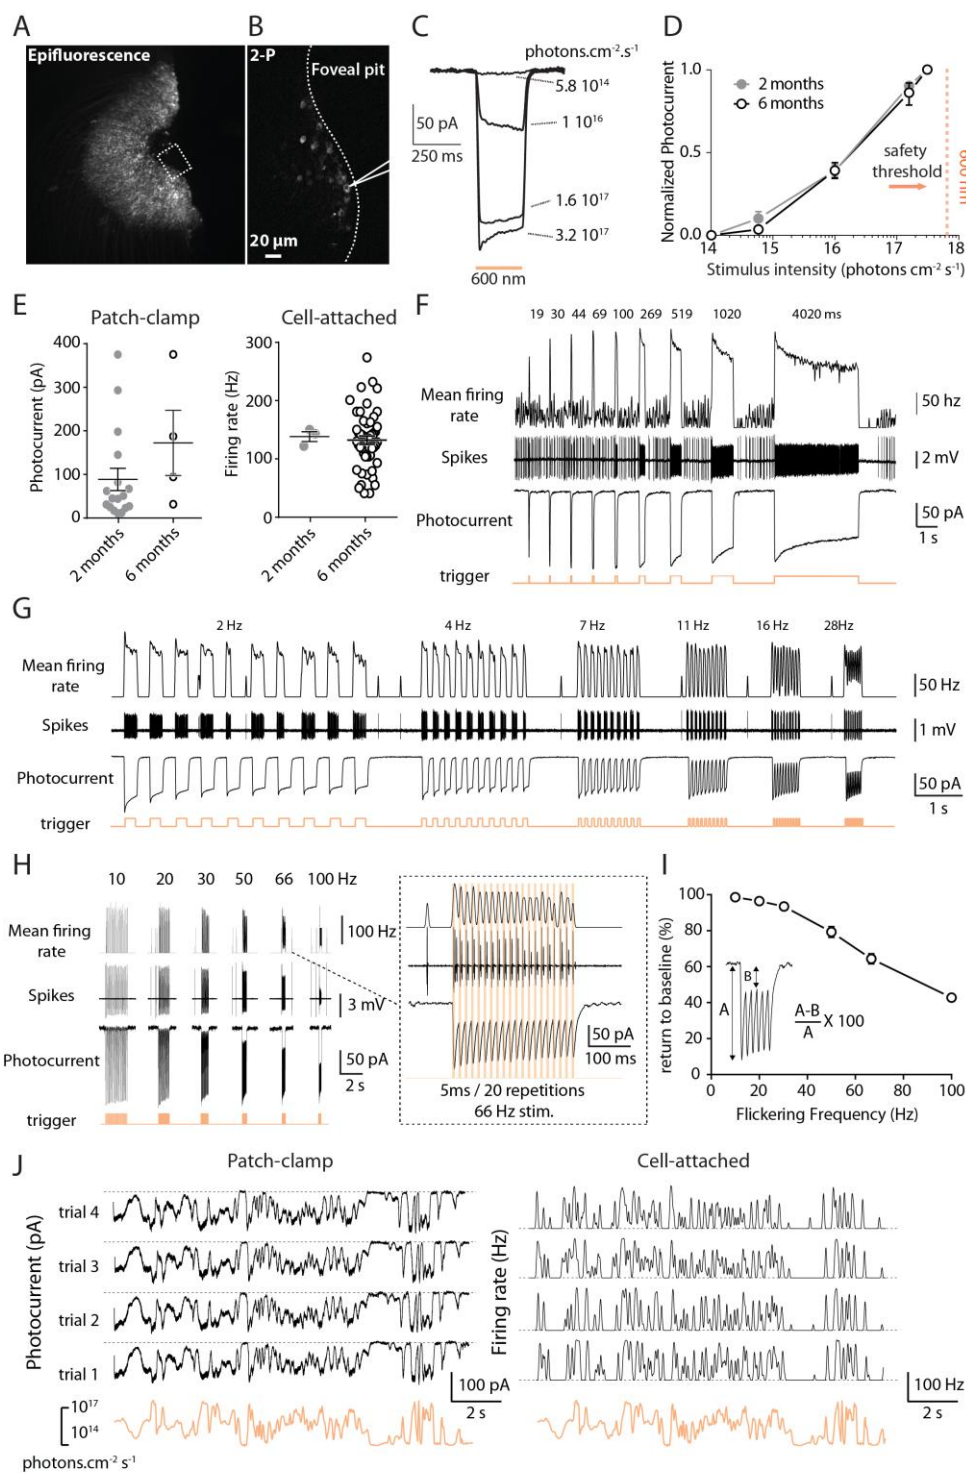 A
Epifluorescence
B
2-P
Foveal pit
20 µm
C
photons.cm⁻².s⁻¹
5.8 10¹⁴
1 10¹⁶
1.6 10¹⁷
3.2 10¹⁷
50 pA
250 ms
600 nm
D
Normalized Photocurrent
1.0
0.5
0.0
2 months
6 months
safety
threshold
600 nm
14 15 16 17 18
Stimulus intensity (photons cm⁻² s⁻¹)
E
Patch-clamp
Photocurrent (pA)
400
300
200
100
0
2 months
6 months
Cell-attached
Firing rate (Hz)
300
200
100
0
2 months
6 months
F
19 30 44 69 100 269 519 1020 4020 ms
Mean firing
rate
50 hz
Spikes
2 mV
Photocurrent
50 pA
1 s
trigger
G
2 Hz 4 Hz 7 Hz 11 Hz 16 Hz 28Hz
Mean firing
rate
50 Hz
Spikes
1 mV
Photocurrent
50 pA
1 s
trigger
H
10 20 30 50 66 100 Hz
Mean firing
rate
100 Hz
Spikes
3 mV
Photocurrent
50 pA
2 s
trigger
50 pA
100 ms
5ms / 20 repetitions
66 Hz stim.
I
return to baseline (%)
100
80
60
40
20
0
A
B
A-B
A
X 100
0 20 40 60 80 100
Flickering Frequency (Hz)
J
Patch-clamp
Photocurrent (pA)
trial 4
trial 3
trial 2
trial 1
100 pA
2 s
10¹⁷
10¹⁴
photons.cm⁻² s⁻¹
Cell-attached
Firing rate (Hz)
100 Hz
2 s